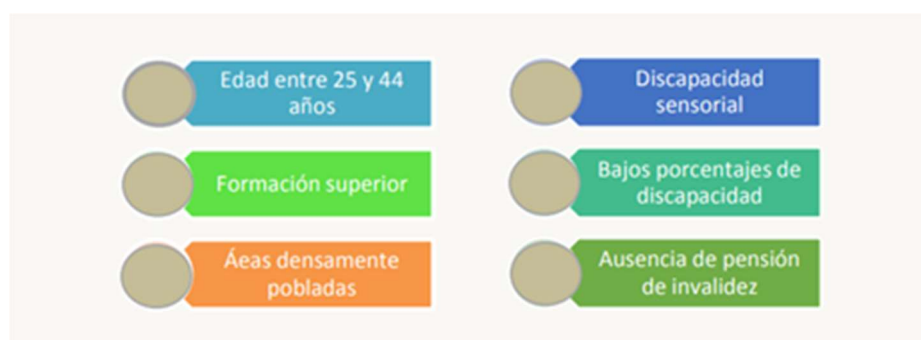 Edad entre 25 y 44
años
Formación superior
Áeas densamente
pobladas
Discapacidad
sensorial
Bajos porcentajes de
discapacidad
Ausencia de pensión
de invalidez